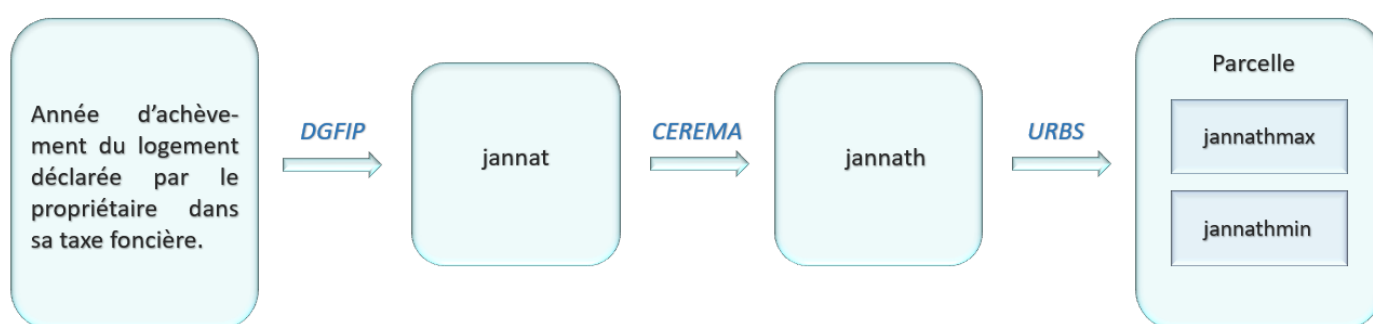 Année d’achève-
ment du logement
déclarée par le
propriétaire dans
sa taxe foncière.
DGFIP
jannat
CEREMA
jannath
URBS
Parcelle
jannathmax
jannathmin